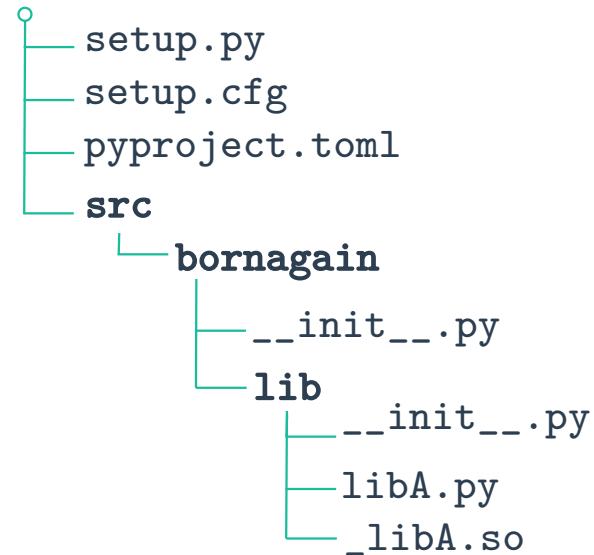 setup.py
setup.cfg
pyproject.toml
src
bornagain
__init__.py
lib
__init__.py
libA.py
_libA.so